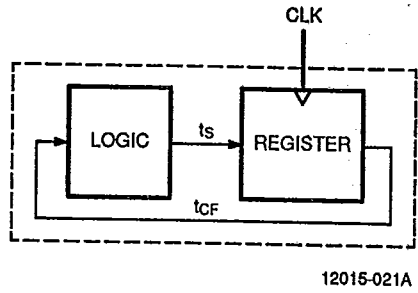 CLK
LOGIC
tS
REGISTER
tCF
12015-021A